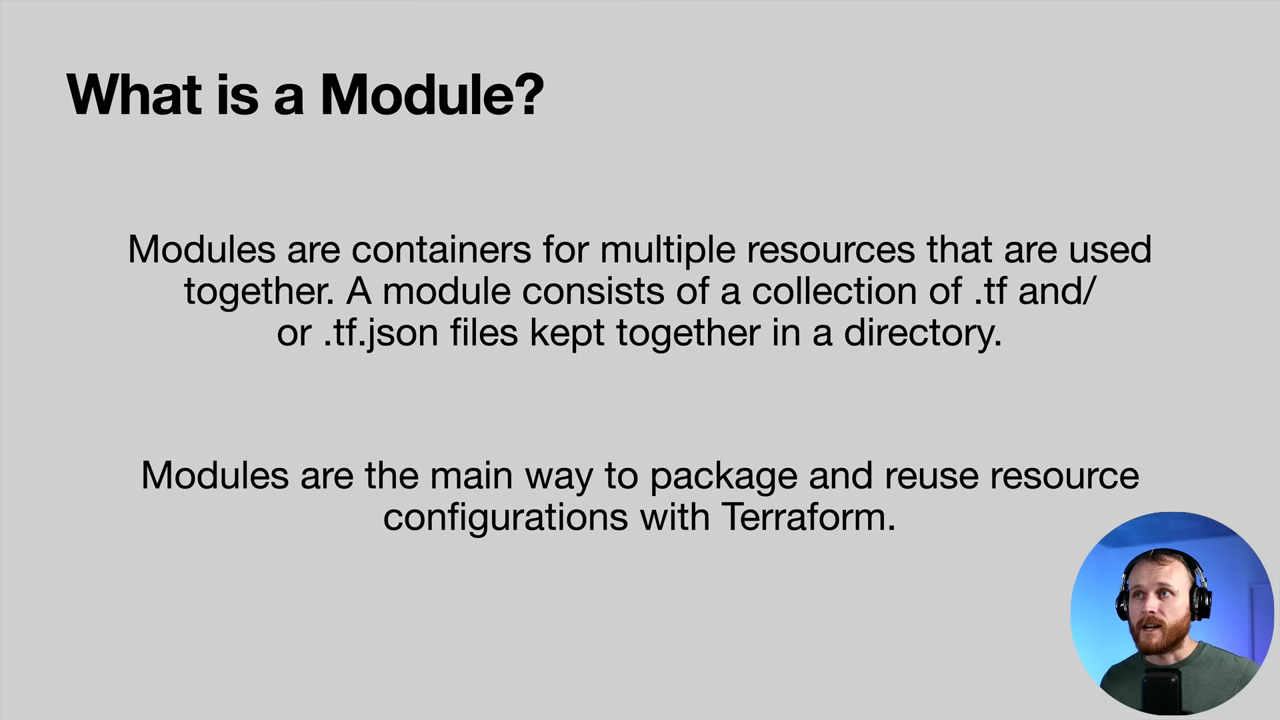 What is a Module?
Modules are containers for multiple resources that are used
together. A module consists of a collection of .tf and/
or .tf.json files kept together in a directory.
Modules are the main way to package and reuse resource
configurations with Terraform.